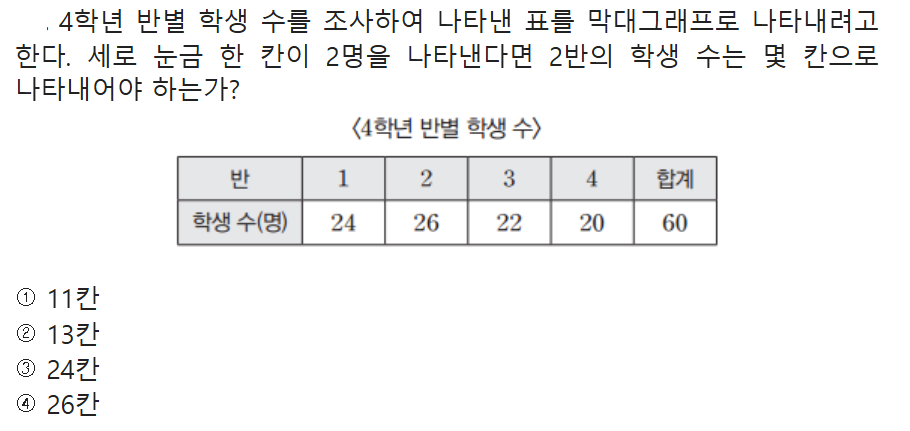 . 4학년 반별 학생 수를 조사하여 나타낸 표를 막대그래프로 나타내려고
한다. 세로 눈금 한 칸이 2명을 나타낸다면 2반의 학생 수는 몇 칸으로
나타내어야 하는가?
〈4학년 반별 학생 수〉
반 1 2 3 4 합계
학생 수(명) 24 26 22 20 60
① 11칸
② 13칸
③ 24칸
④ 26칸